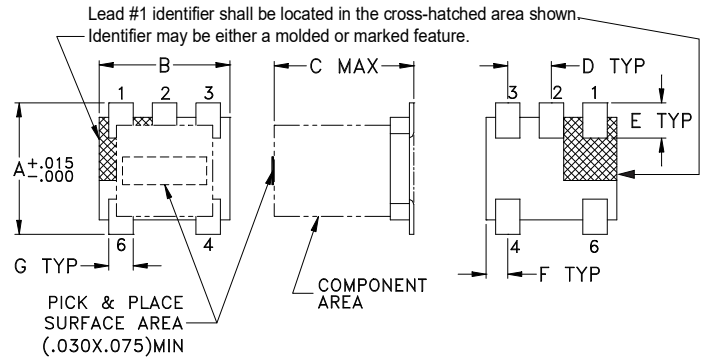 Lead #1 identifier shall be located in the cross-hatched area shown.
Identifier may be either a molded or marked feature.
B
C MAX
D TYP
1 2 3
3 2 1
E TYP
A +.015
-.000
6 4
4 6
G TYP
F TYP
PICK & PLACE
SURFACE AREA
(.030X.075)MIN
COMPONENT
AREA